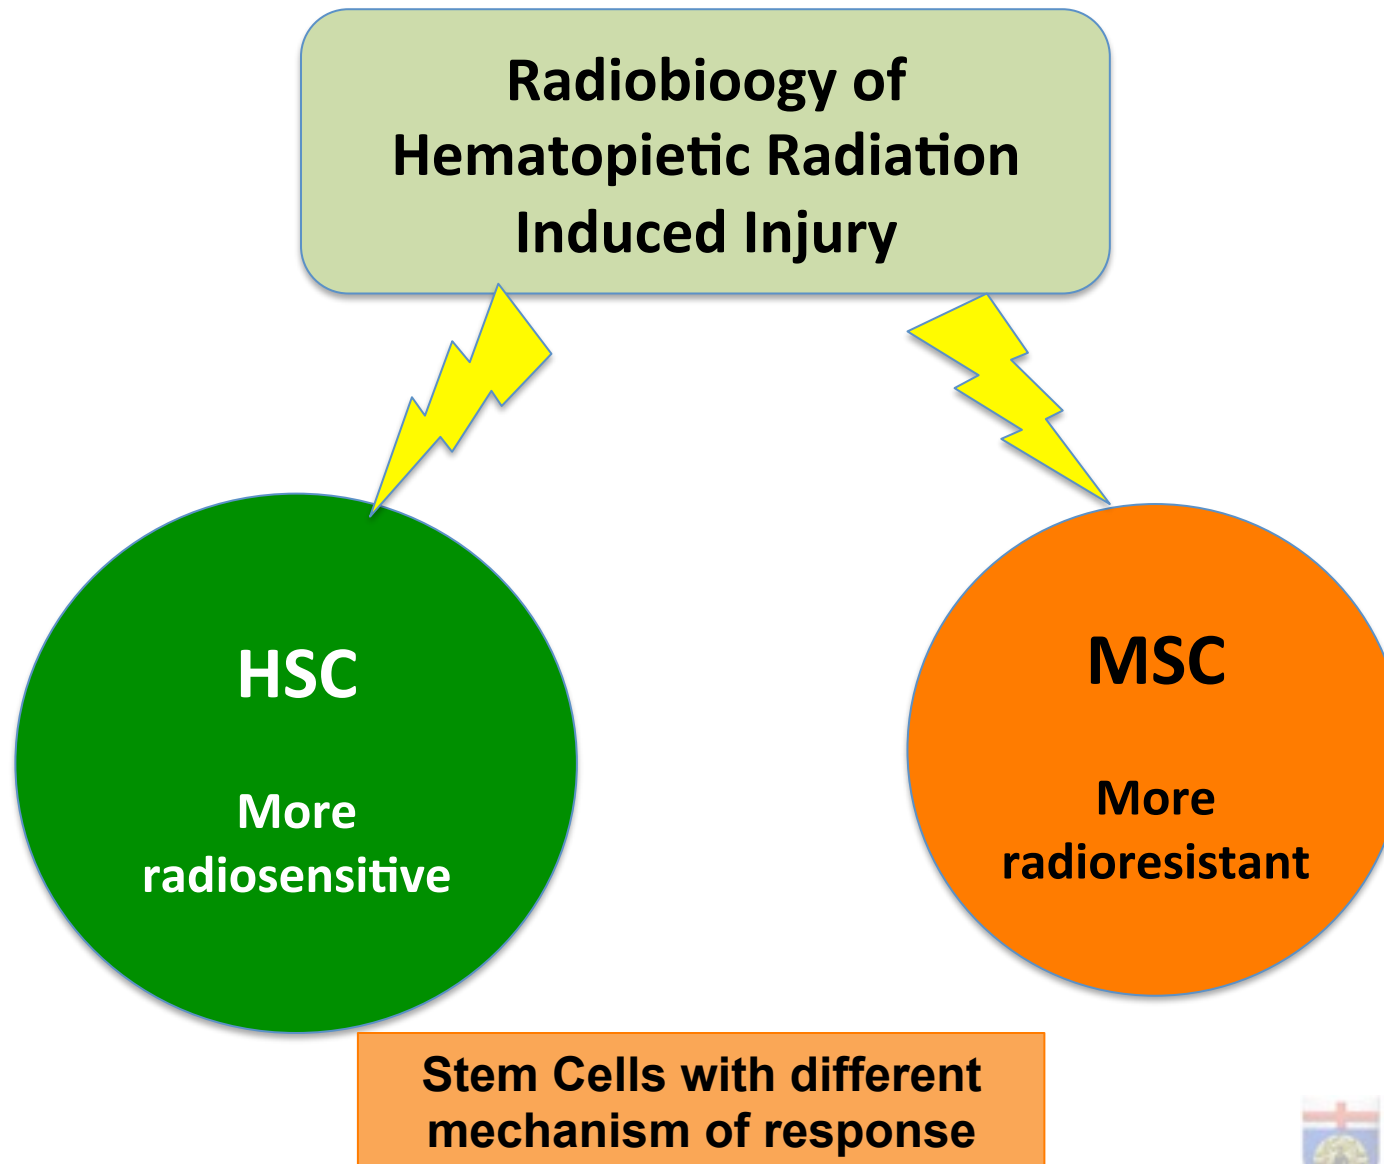 Radiobioogy of
Hematopietic Radiation
Induced Injury
HSC
More
radiosensitive
MSC
More
radioresistant
Stem Cells with different
mechanism of response